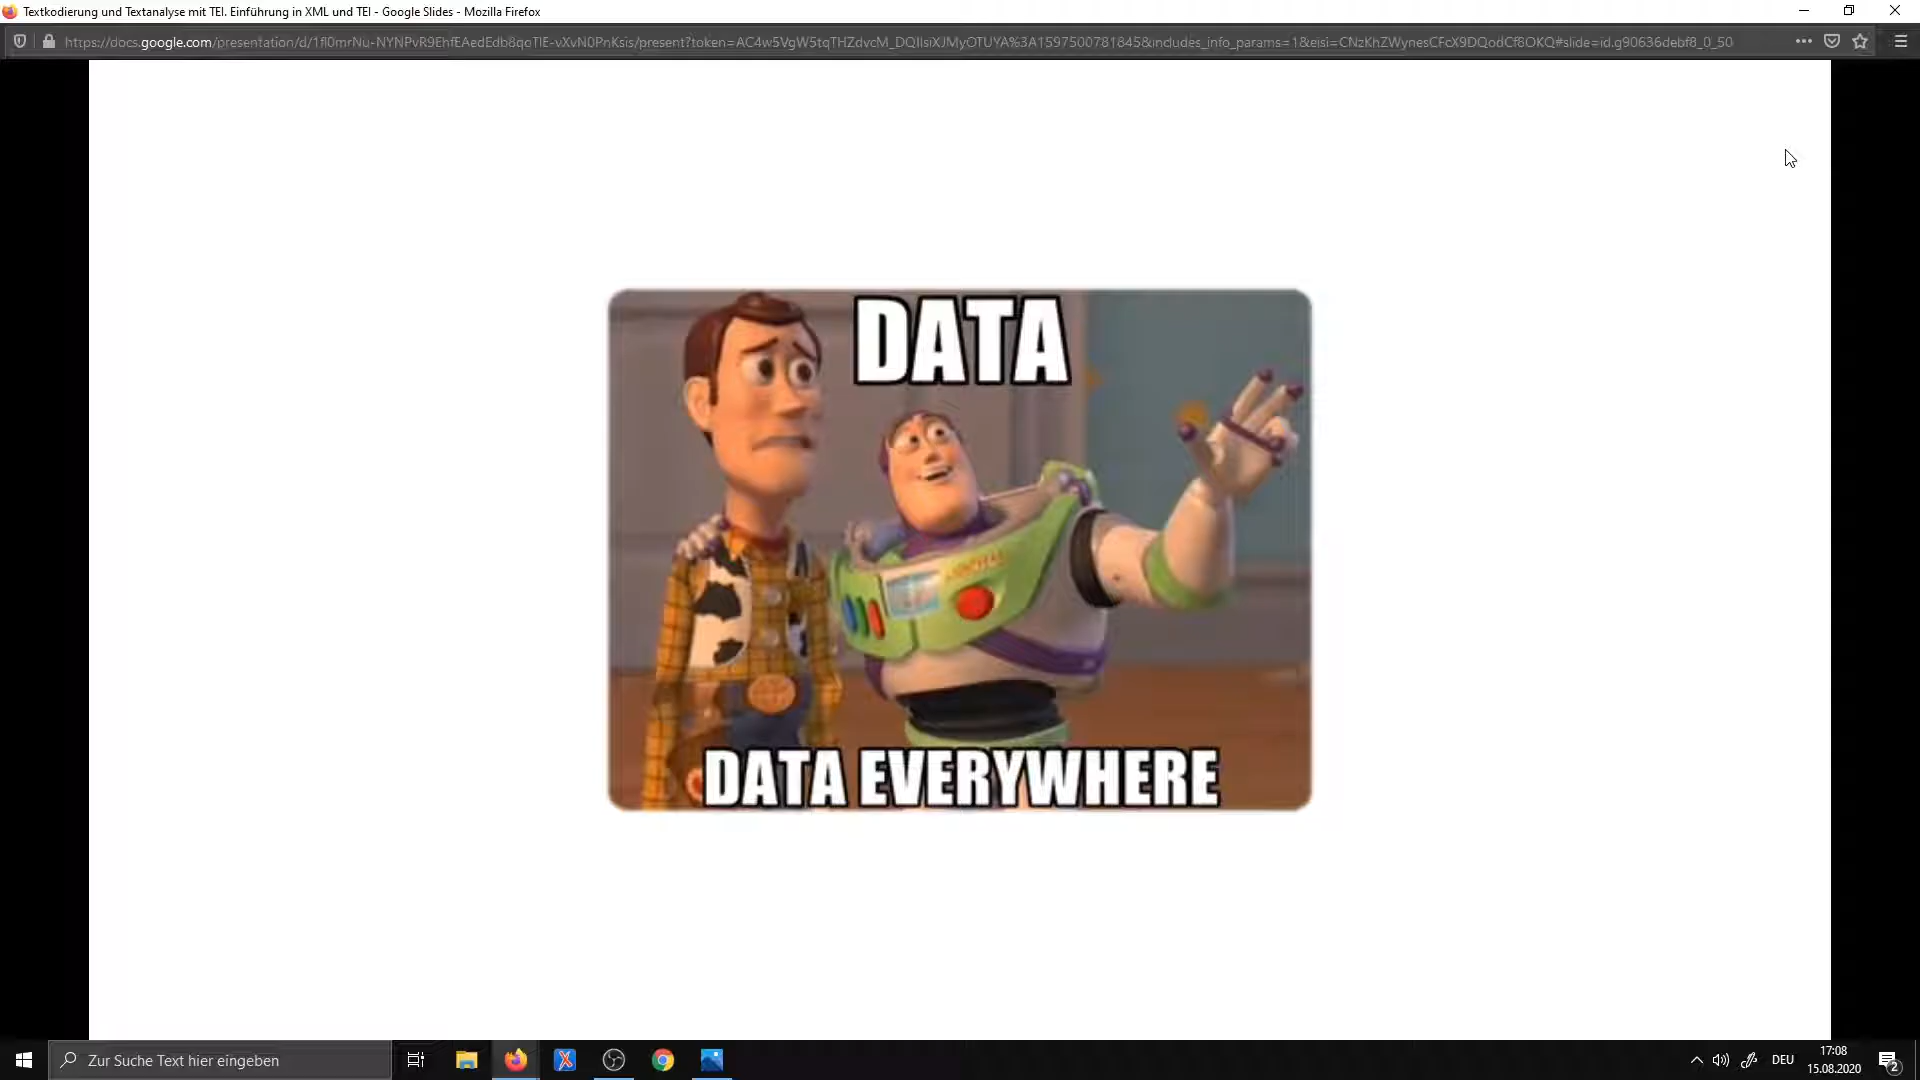 Textkodierung und Textanalyse mit TEI. Einführung in XML und TEI - Google Slides - Mozilla Firefox
DATA
DATA EVERYWHERE
Zur Suche Text hier eingeben
DEU
17:08
15.08.2020
2